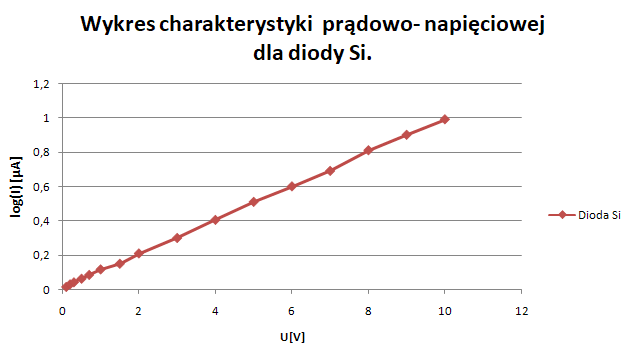 Wykres charakterystyki prądowo- napięciowej
dla diody Si.
1,2
1
0,8
0,6
0,4
0,2
0
log(I) [µA]
0 2 4 6 8 10 12
U[V]
Dioda Si